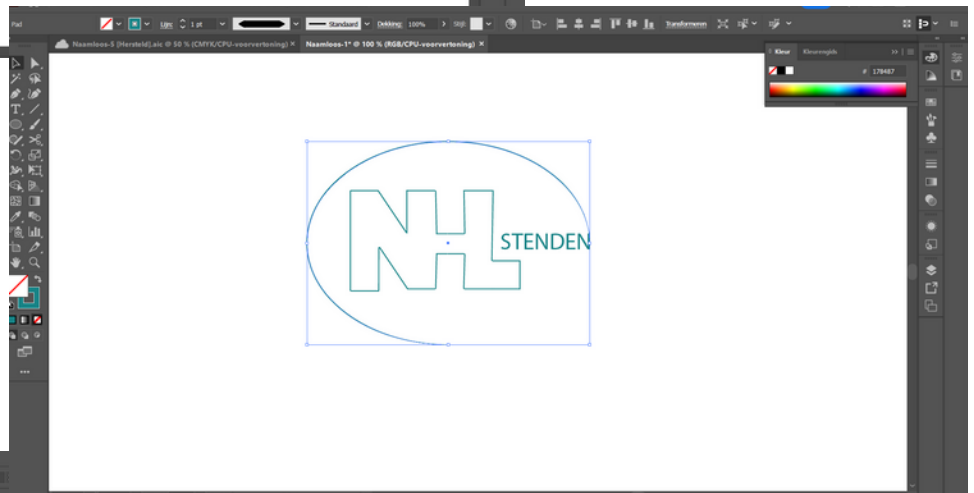 Pad Lijn: 1 pt Standaard Dekking: 100% Stijl: Transformeren
Naamloos-5 [Hersteld].aic @ 50 % (CMYK/CPU-voorvertoning) × Naamloos-1* @ 100 % (RGB/CPU-voorvertoning) ×
Kleur Kleurengids
# 178487
NHL
STENDEN